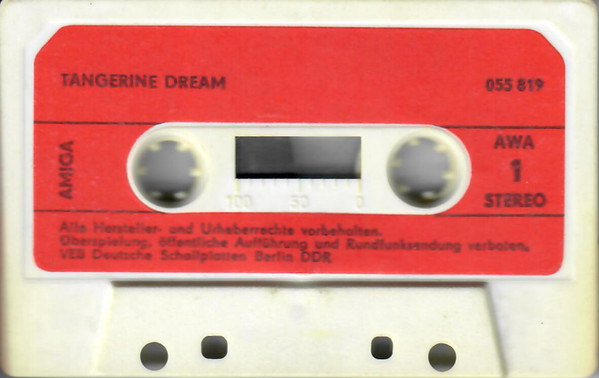 TANGERINE DREAM
055 819
AMIGA
AWA
1
STEREO
100 50 0
Alle Hersteller- und Urheberrechte vorbehalten.
Überspielung, öffentliche Aufführung und Rundfunksendung verboten.
VEB Deutsche Schallplatten Berlin DDR